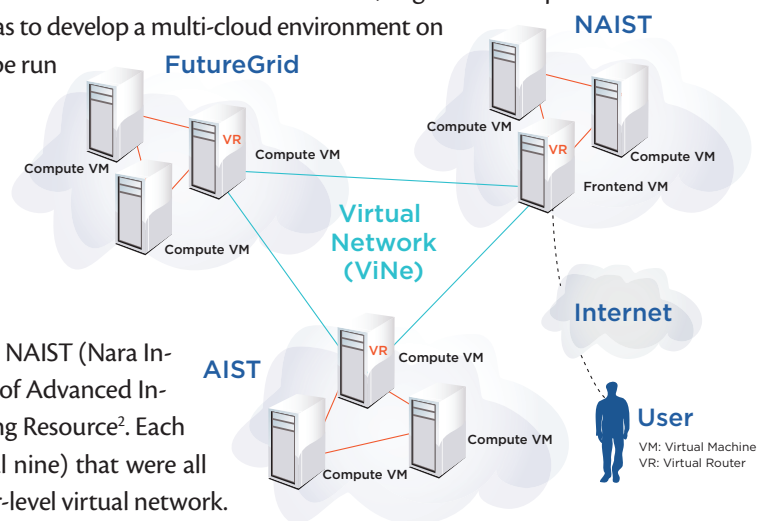 as to develop a multi-cloud environment on
be run
FutureGrid
NAIST
VR
Compute VM
Compute VM
Compute VM
Compute VM
VR
Compute VM
Frontend VM
Virtual
Network
(ViNe)
Internet
NAIST (Nara In-
of Advanced In-
ng Resource². Each
al nine) that were all
r-level virtual network.
AIST
VR
Compute VM
Compute VM
Compute VM
User
VM: Virtual Machine
VR: Virtual Router